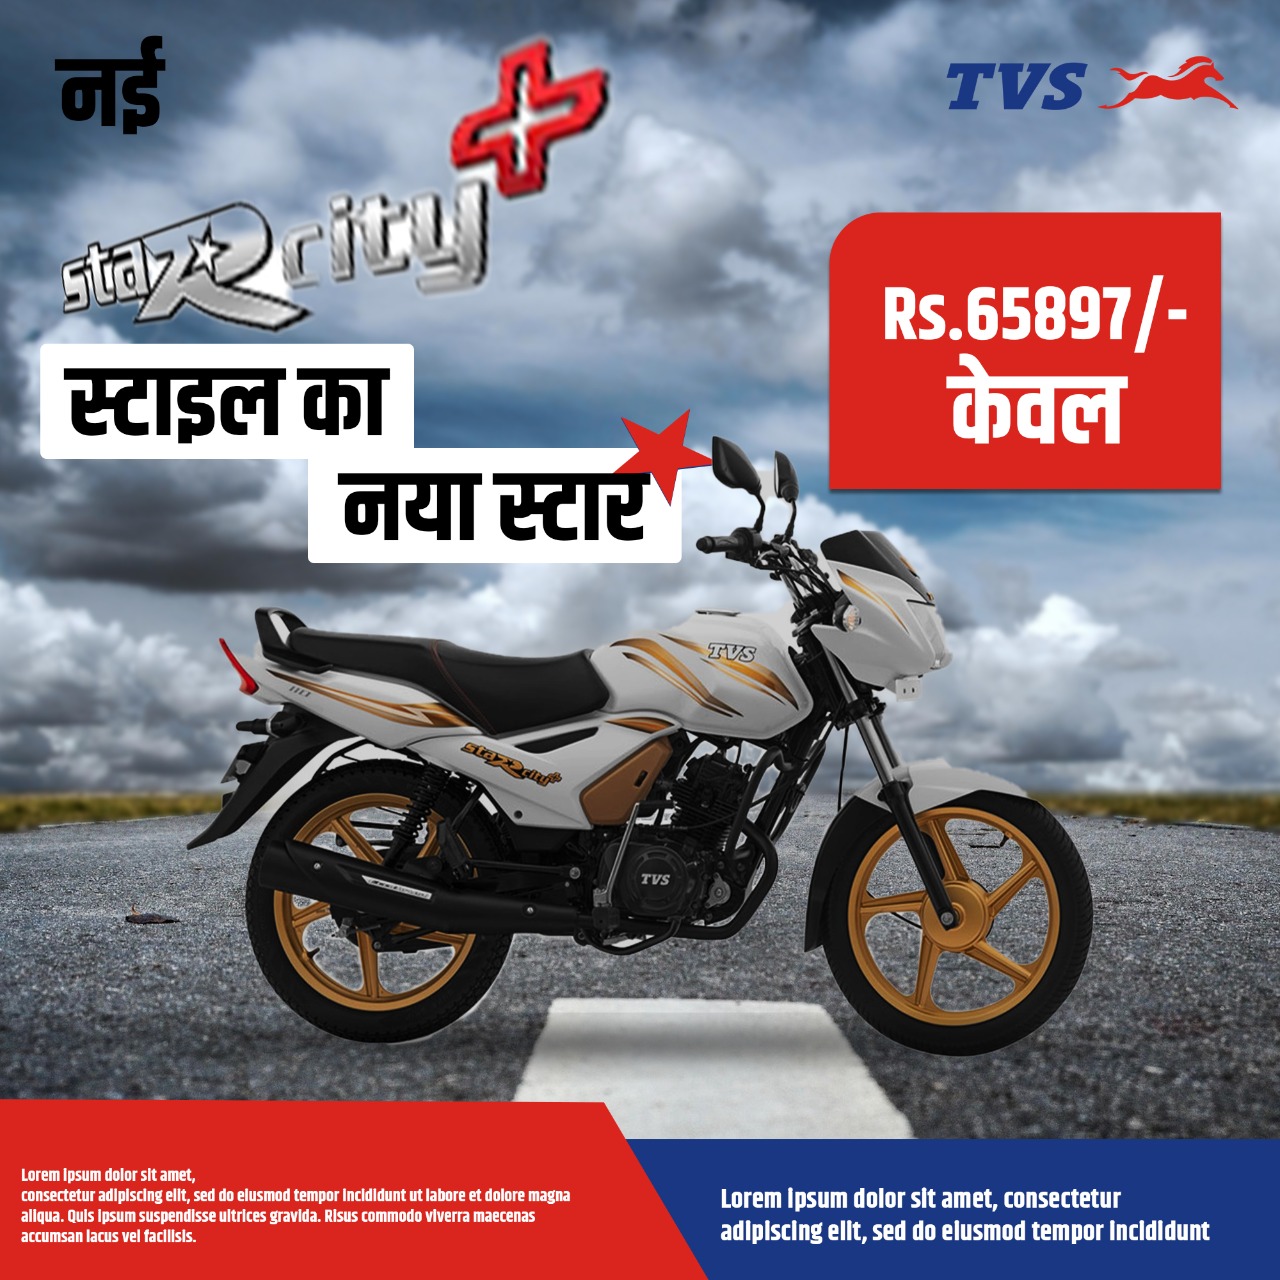 नई
TVS
staR city+
Rs.65897/-
केवल
स्टाइल का
नया स्टार
TVS
staR city+
TVS
Lorem ipsum dolor sit amet,
consectetur adipiscing elit, sed do eiusmod tempor incididunt ut labore et dolore magna
aliqua. Quis ipsum suspendisse ultrices gravida. Risus commodo viverra maecenas
accumsan lacus vel facilisis.
Lorem ipsum dolor sit amet, consectetur
adipiscing elit, sed do eiusmod tempor incididunt